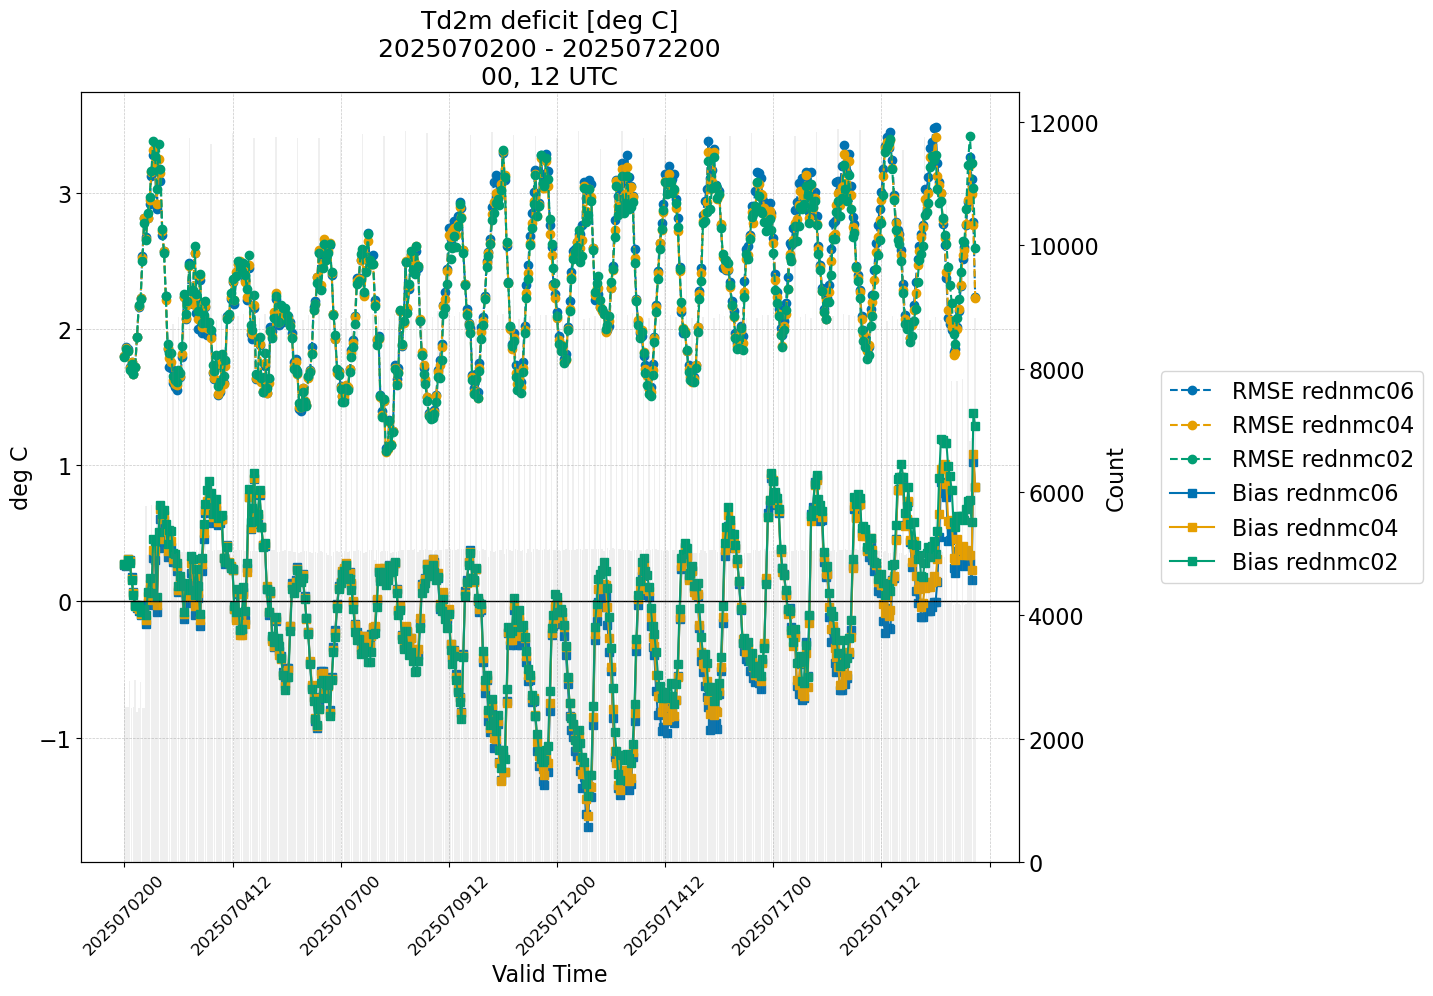 Td2m deficit [deg C]
2025070200 - 2025072200
00, 12 UTC
deg C
3
2
1
0
−1
12000
10000
8000
6000
4000
2000
0
Count
2025070200
2025070412
2025070700
2025070912
2025071200
2025071412
2025071700
2025071912
Valid Time
RMSE rednmc06
RMSE rednmc04
RMSE rednmc02
Bias rednmc06
Bias rednmc04
Bias rednmc02